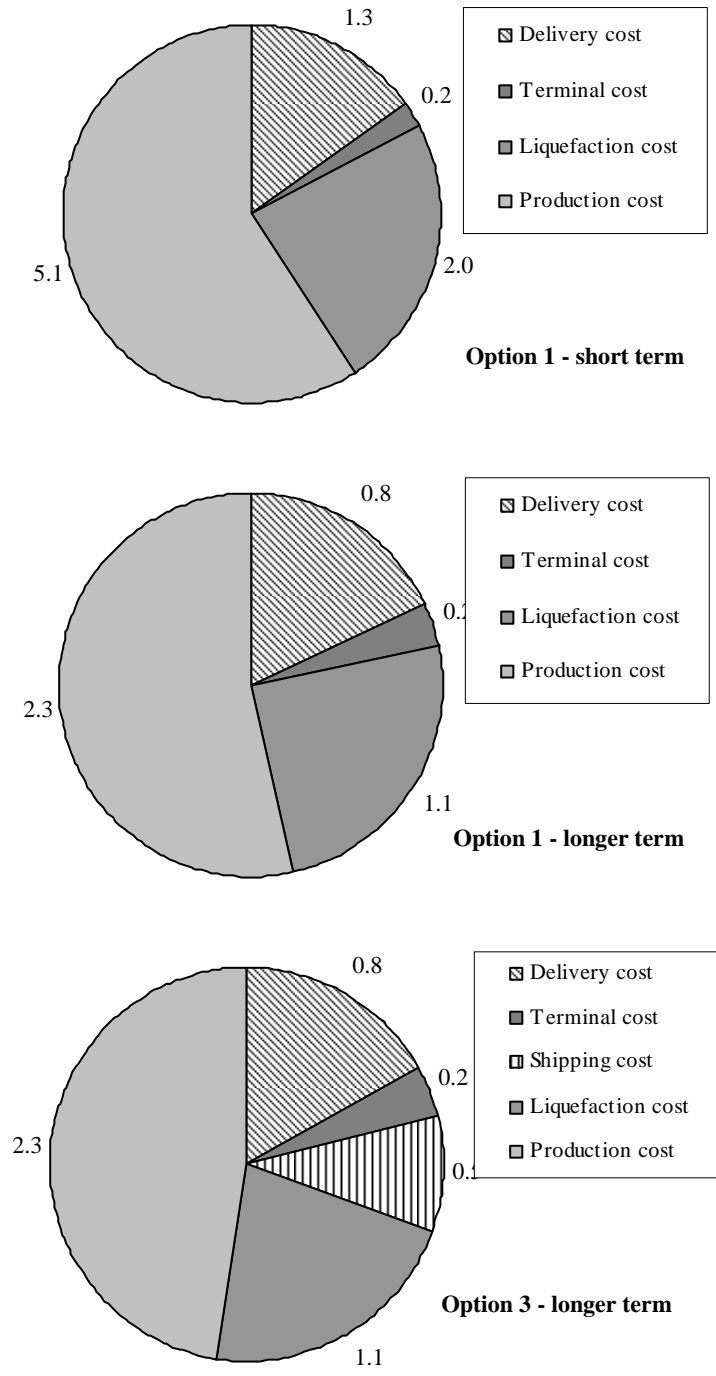 1.3
Delivery cost
0.2
Terminal cost
Liquefaction cost
Production cost
5.1
2.0
Option 1 - short term
0.8
Delivery cost
Terminal cost
Liquefaction cost
Production cost
2.3
1.1
Option 1 - longer term
0.8
Delivery cost
Terminal cost
Shipping cost
Liquefaction cost
Production cost
0.2
2.3
Option 3 - longer term
1.1